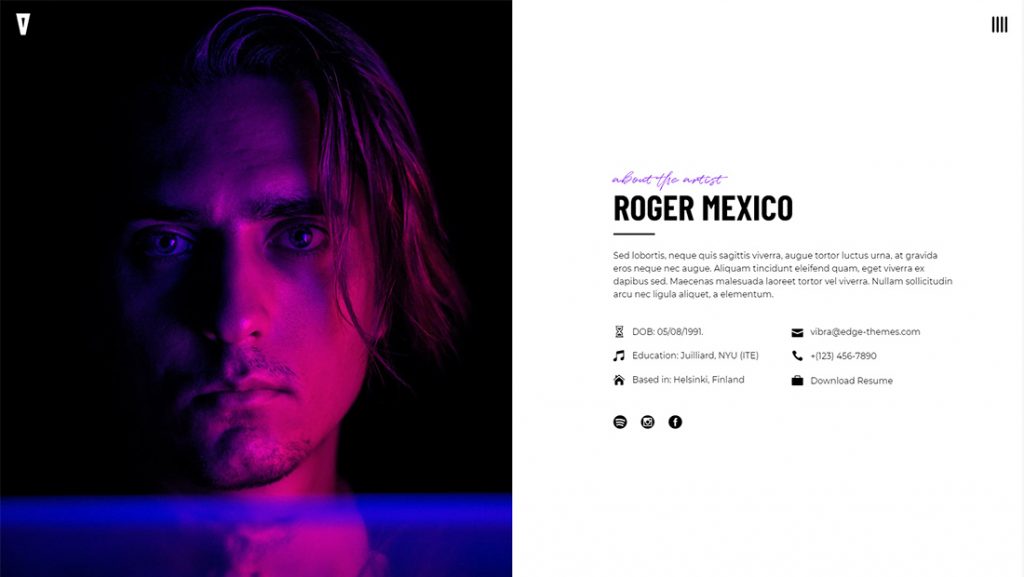 about the artist
ROGER MEXICO
Sed lobortis, neque quis sagittis viverra, augue tortor luctus urna, at gravida
eros neque nec augue. Aliquam tincidunt eleifend quam, eget viverra ex
dapibus sed. Maecenas malesuada laoreet tortor vel viverra. Nullam sollicitudin
arcu nec ligula aliquet, a elementum.
DOB: 05/08/1991.
vibra@edge-themes.com
Education: Juilliard, NYU (ITE)
+(123) 456-7890
Based in: Helsinki, Finland
Download Resume